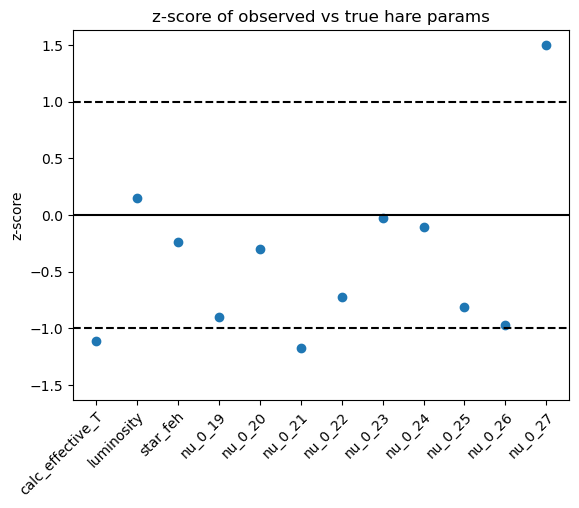 z-score of observed vs true hare params
1.5
1.0
0.5
0.0
−0.5
−1.0
−1.5
z-score
calc_effective_T
luminosity
star_feh
nu_0_19
nu_0_20
nu_0_21
nu_0_22
nu_0_23
nu_0_24
nu_0_25
nu_0_26
nu_0_27